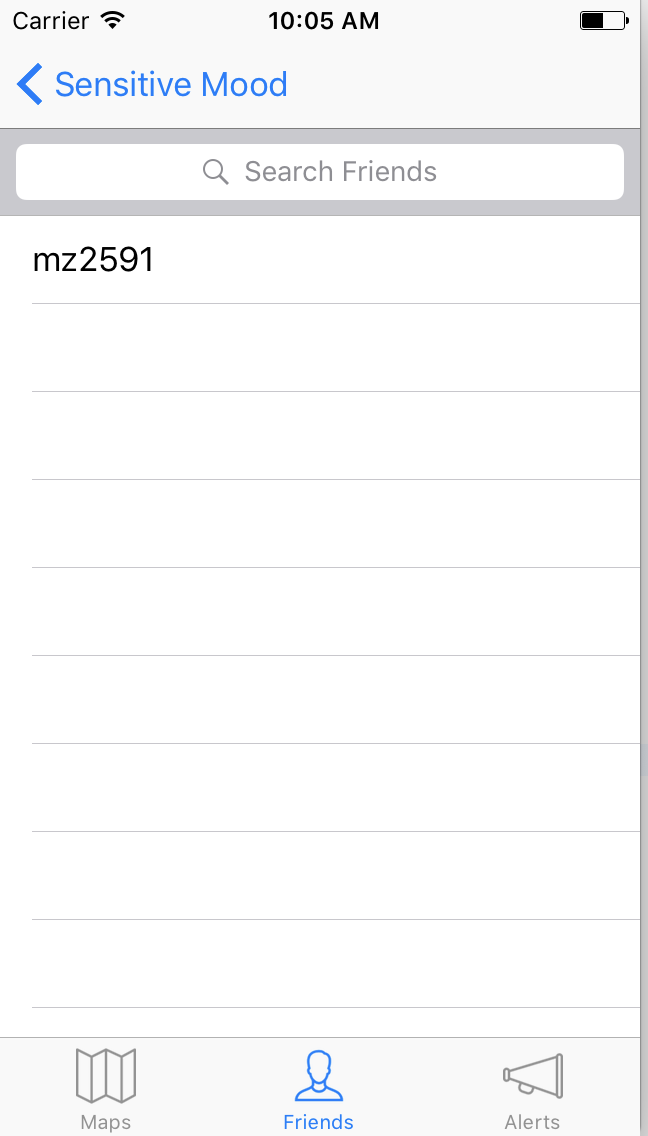 Carrier 10:05 AM
Sensitive Mood
Search Friends
mz2591
Maps Friends Alerts